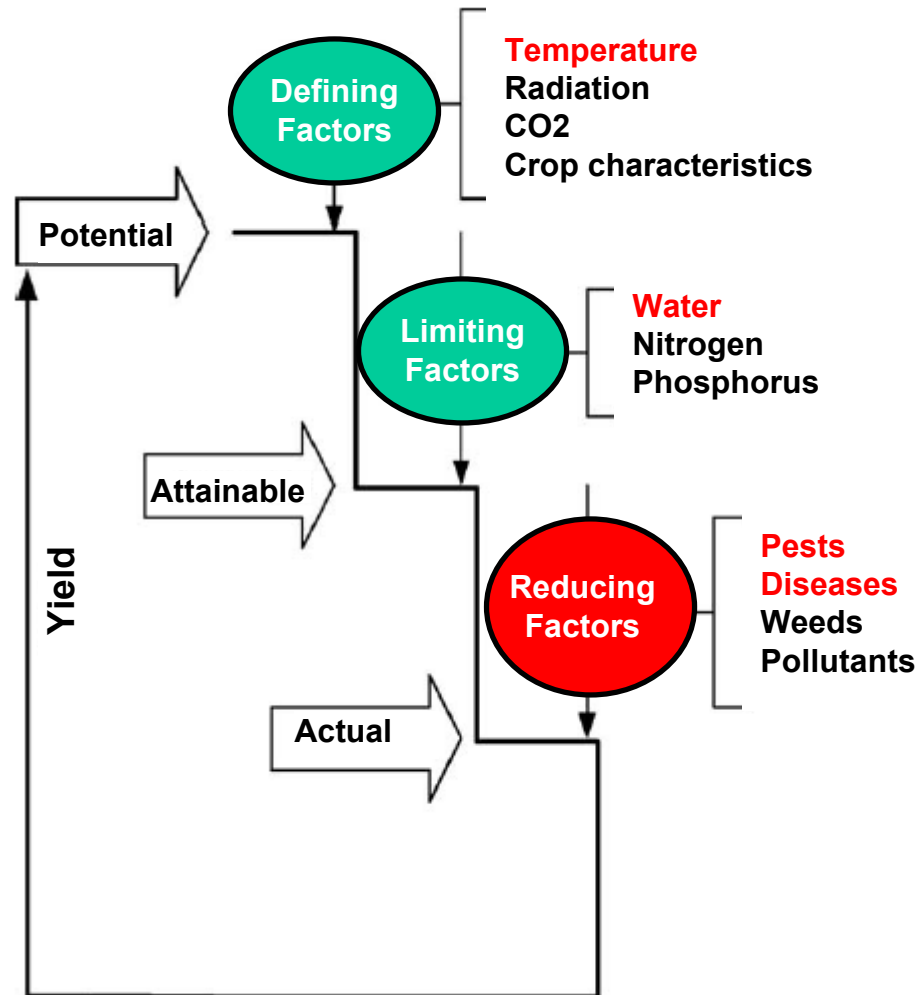 Defining
Factors
Temperature
Radiation
CO2
Crop characteristics
Potential
Limiting
Factors
Water
Nitrogen
Phosphorus
Attainable
Reducing
Factors
Pests
Diseases
Weeds
Pollutants
Yield
Actual